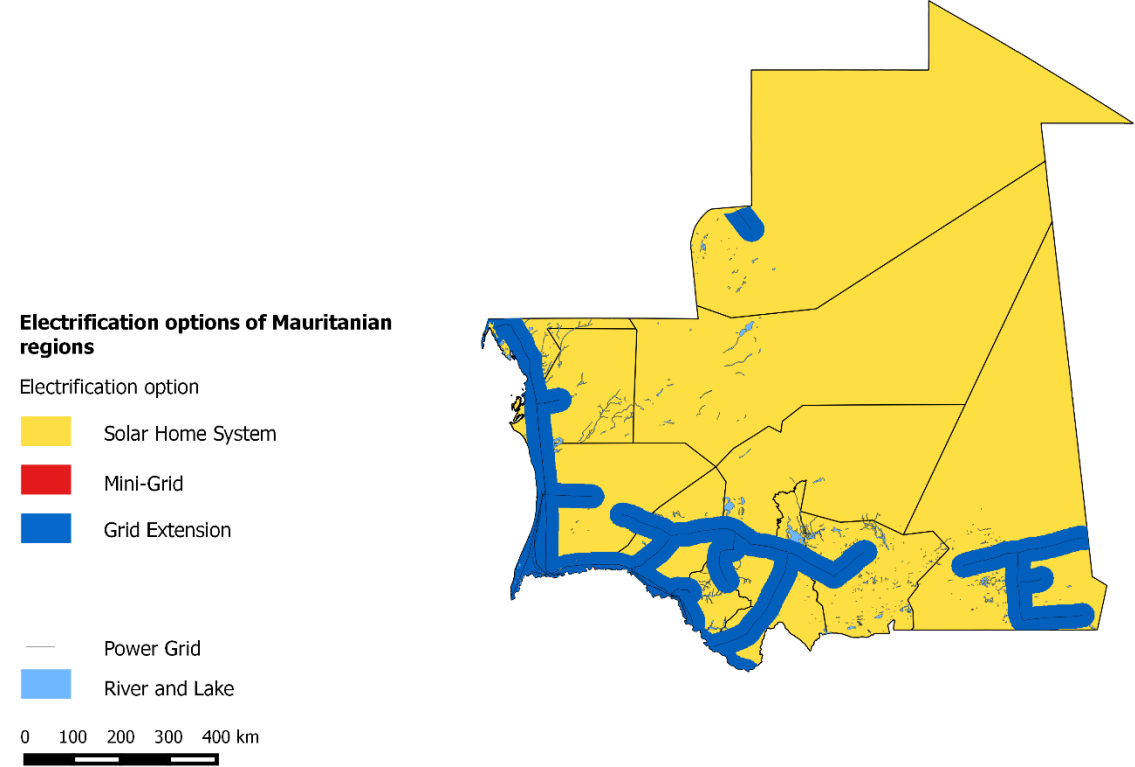 Electrification options of Mauritanian
regions
Electrification option
Solar Home System
Mini-Grid
Grid Extension
Power Grid
River and Lake
0 100 200 300 400 km